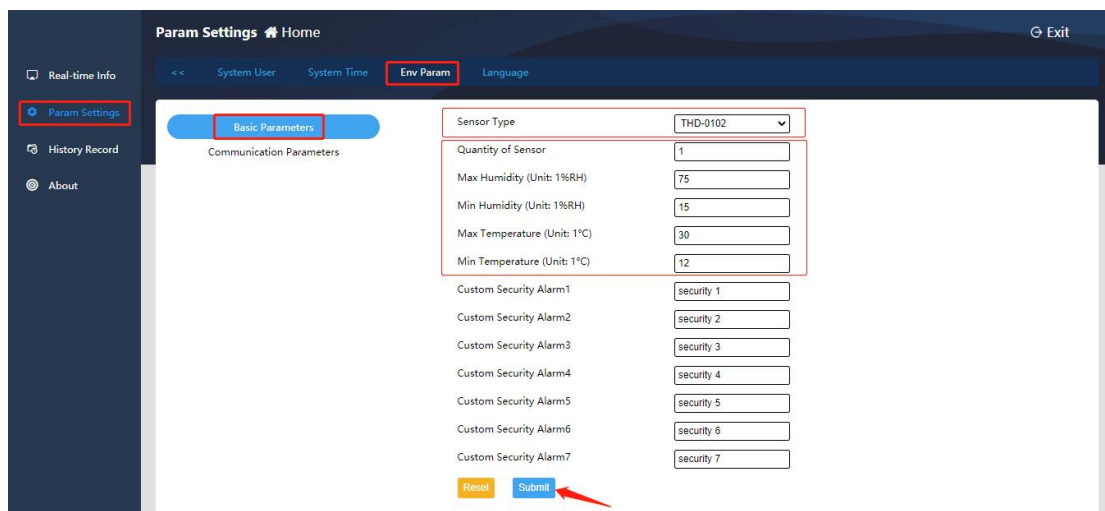 Param Settings Home
Exit
Real-time Info
Param Settings
History Record
About
<< System User System Time Env Param Language
Basic Parameters
Communication Parameters
Sensor Type THD-0102
Quantity of Sensor 1
Max Humidity (Unit: 1%RH) 75
Min Humidity (Unit: 1%RH) 15
Max Temperature (Unit: 1°C) 30
Min Temperature (Unit: 1°C) 12
Custom Security Alarm1 security 1
Custom Security Alarm2 security 2
Custom Security Alarm3 security 3
Custom Security Alarm4 security 4
Custom Security Alarm5 security 5
Custom Security Alarm6 security 6
Custom Security Alarm7 security 7
Reset Submit